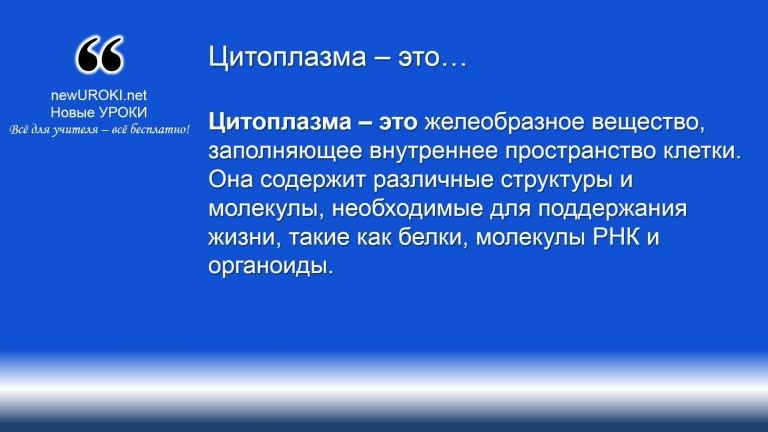 ❝
newUROKI.net
Новые УРОКИ
Всё для учителя – всё бесплатно!
Цитоплазма – это…
Цитоплазма – это желеобразное вещество,
заполняющее внутреннее пространство клетки.
Она содержит различные структуры и
молекулы, необходимые для поддержания
жизни, такие как белки, молекулы РНК и
органоиды.